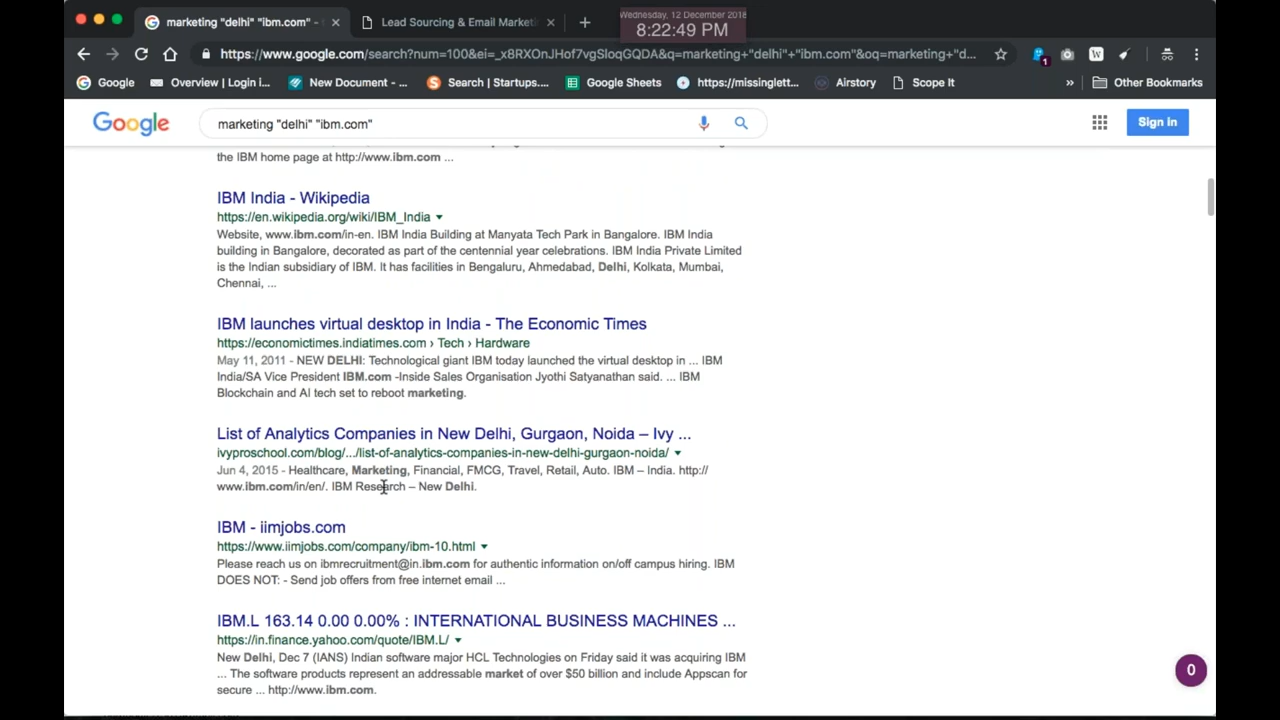 marketing "delhi" "ibm.com" -
Lead Sourcing & Email Market
Wednesday, 12 December 2018
8:22:49 PM
https://www.google.com/search?num=100&ei=_x8RXOnJHof7vgSloqGQDA&q=marketing+"delhi"+"ibm.com"&oq=marketing+"d...
1
W
Google
Overview | Login i...
New Document - ...
Search | Startups....
Google Sheets
https://missinglett...
Airstory
Scope It
»
Other Bookmarks
Google
marketing "delhi" "ibm.com"
Sign in
the IBM home page at http://www.ibm.com ...
IBM India - Wikipedia
https://en.wikipedia.org/wiki/IBM_India
Website, www.ibm.com/in-en. IBM India Building at Manyata Tech Park in Bangalore. IBM India
building in Bangalore, decorated as part of the centennial year celebrations. IBM India Private Limited
is the Indian subsidiary of IBM. It has facilities in Bengaluru, Ahmedabad, Delhi, Kolkata, Mumbai,
Chennai, ...
IBM launches virtual desktop in India - The Economic Times
https://economictimes.indiatimes.com › Tech › Hardware
May 11, 2011 - NEW DELHI: Technological giant IBM today launched the virtual desktop in ... IBM
India/SA Vice President IBM.com -Inside Sales Organisation Jyothi Satyanathan said. ... IBM
Blockchain and AI tech set to reboot marketing.
List of Analytics Companies in New Delhi, Gurgaon, Noida – Ivy ...
ivyproschool.com/blog/.../list-of-analytics-companies-in-new-delhi-gurgaon-noida/
Jun 4, 2015 - Healthcare, Marketing, Financial, FMCG, Travel, Retail, Auto. IBM – India. http://
www.ibm.com/in/en/. IBM Research – New Delhi.
IBM - iimjobs.com
https://www.iimjobs.com/company/ibm-10.html
Please reach us on ibmrecruitment@in.ibm.com for authentic information on/off campus hiring. IBM
DOES NOT: - Send job offers from free internet email ...
IBM.L 163.14 0.00 0.00% : INTERNATIONAL BUSINESS MACHINES ...
https://in.finance.yahoo.com/quote/IBM.L/
New Delhi, Dec 7 (IANS) Indian software major HCL Technologies on Friday said it was acquiring IBM
... The software products represent an addressable market of over $50 billion and include Appscan for
secure ... http://www.ibm.com.
0